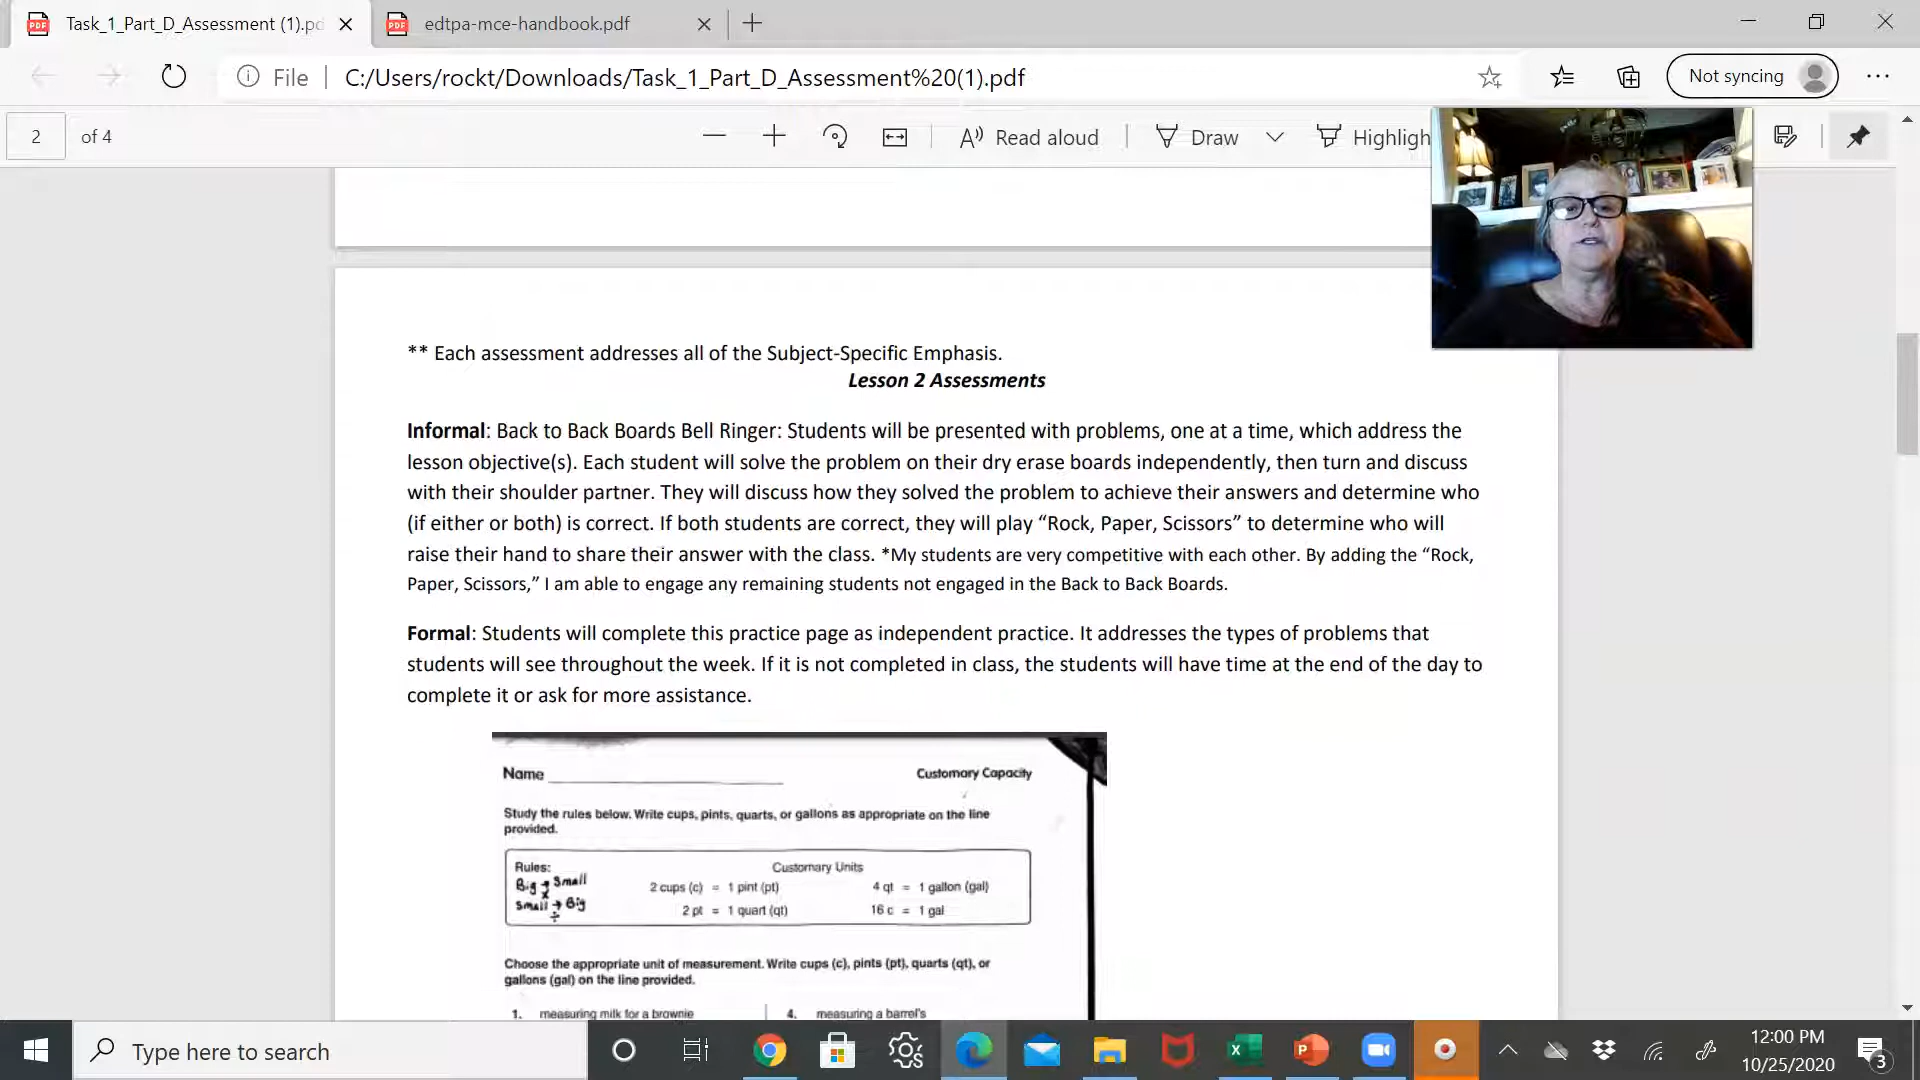 Task_1_Part_D_Assessment (1).pd
edtpa-mce-handbook.pdf
File
C:/Users/rockt/Downloads/Task_1_Part_D_Assessment%20(1).pdf
Not syncing
2 of 4
Read aloud
Draw
Highligh
** Each assessment addresses all of the Subject-Specific Emphasis.
Lesson 2 Assessments
Informal: Back to Back Boards Bell Ringer: Students will be presented with problems, one at a time, which address the
lesson objective(s). Each student will solve the problem on their dry erase boards independently, then turn and discuss
with their shoulder partner. They will discuss how they solved the problem to achieve their answers and determine who
(if either or both) is correct. If both students are correct, they will play “Rock, Paper, Scissors” to determine who will
raise their hand to share their answer with the class. *My students are very competitive with each other. By adding the “Rock,
Paper, Scissors,” I am able to engage any remaining students not engaged in the Back to Back Boards.
Formal: Students will complete this practice page as independent practice. It addresses the types of problems that
students will see throughout the week. If it is not completed in class, the students will have time at the end of the day to
complete it or ask for more assistance.
Name
Customary Capacity
Study the rules below. Write cups, pints, quarts, or gallons as appropriate on the line
provided.
Rules:
Customary Units
Big → Small
x
2 cups (c) = 1 pint (pt)
4 qt = 1 gallon (gal)
Small → Big
÷
2 pt = 1 quart (qt)
16 c = 1 gal
Choose the appropriate unit of measurement. Write cups (c), pints (pt), quarts (qt), or
gallons (gal) on the line provided.
1. measuring milk for a brownie
4. measuring a barrel's
Type here to search
12:00 PM
10/25/2020
3